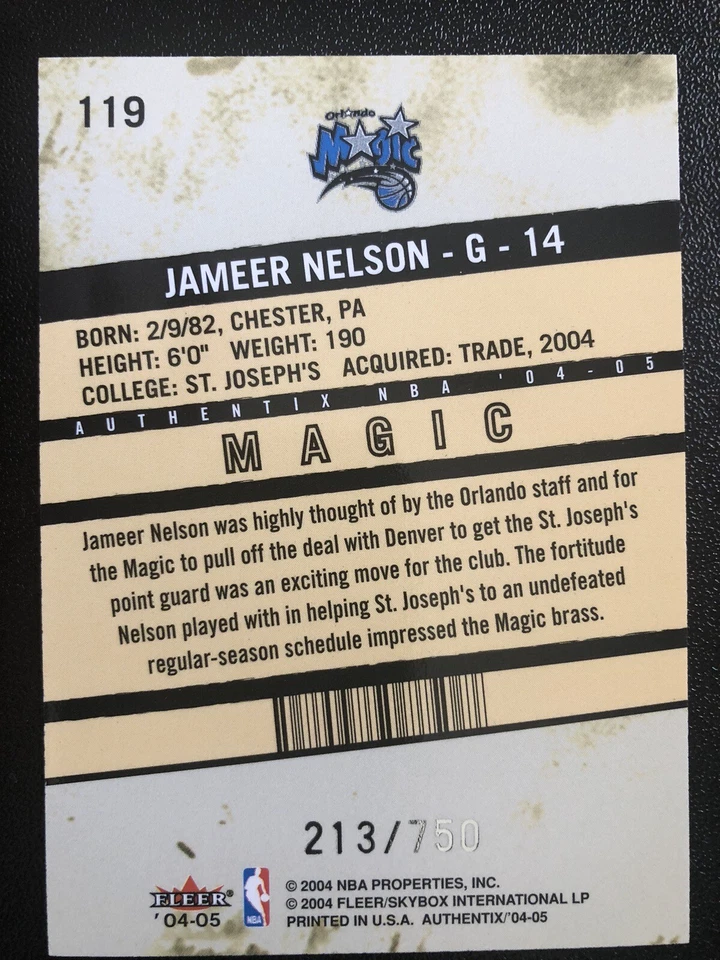 119
Orlando
Magic
JAMEER NELSON - G - 14
BORN: 2/9/82, CHESTER, PA
HEIGHT: 6'0" WEIGHT: 190
COLLEGE: ST. JOSEPH'S ACQUIRED: TRADE, 2004
AUTHENTIX NBA '04-05
MAGIC
Jameer Nelson was highly thought of by the Orlando staff and for
the Magic to pull off the deal with Denver to get the St. Joseph's
point guard was an exciting move for the club. The fortitude
Nelson played with in helping St. Joseph's to an undefeated
regular-season schedule impressed the Magic brass.
213/750
FLEER®
'04-05
NBA
© 2004 NBA PROPERTIES, INC.
© 2004 FLEER/SKYBOX INTERNATIONAL LP
PRINTED IN U.S.A. AUTHENTIX/'04-05